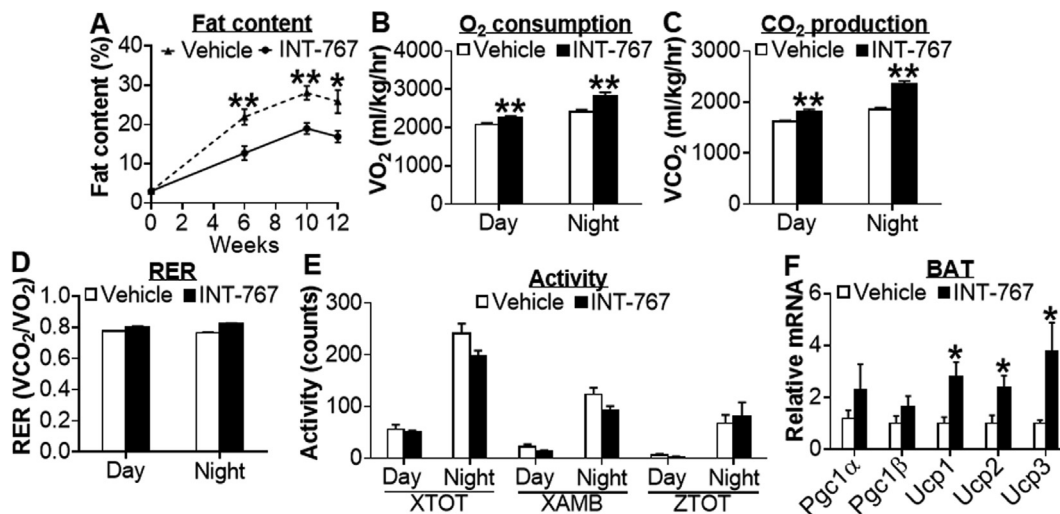 A
Fat content
Vehicle INT-767
Fat content (%)
40
30
20
10
0
** ** *
0 2 4 6 8 10 12
Weeks
B
O₂ consumption
Vehicle INT-767
VO₂ (ml/kg/hr)
4000
3000
2000
1000
0
** **
Day Night
C
CO₂ production
Vehicle INT-767
VCO₂ (ml/kg/hr)
3000
2000
1000
0
** **
Day Night
D
RER
Vehicle INT-767
RER (VCO₂/VO₂)
1.0
0.8
0.6
0.4
0.2
0.0
Day Night
E
Activity
Vehicle INT-767
Activity (counts)
300
200
100
0
Day Night Day Night Day Night
XTOT XAMB ZTOT
F
BAT
Vehicle INT-767
Relative mRNA
6
4
2
0
* * *
Pgc1α Pgc1β Ucp1 Ucp2 Ucp3